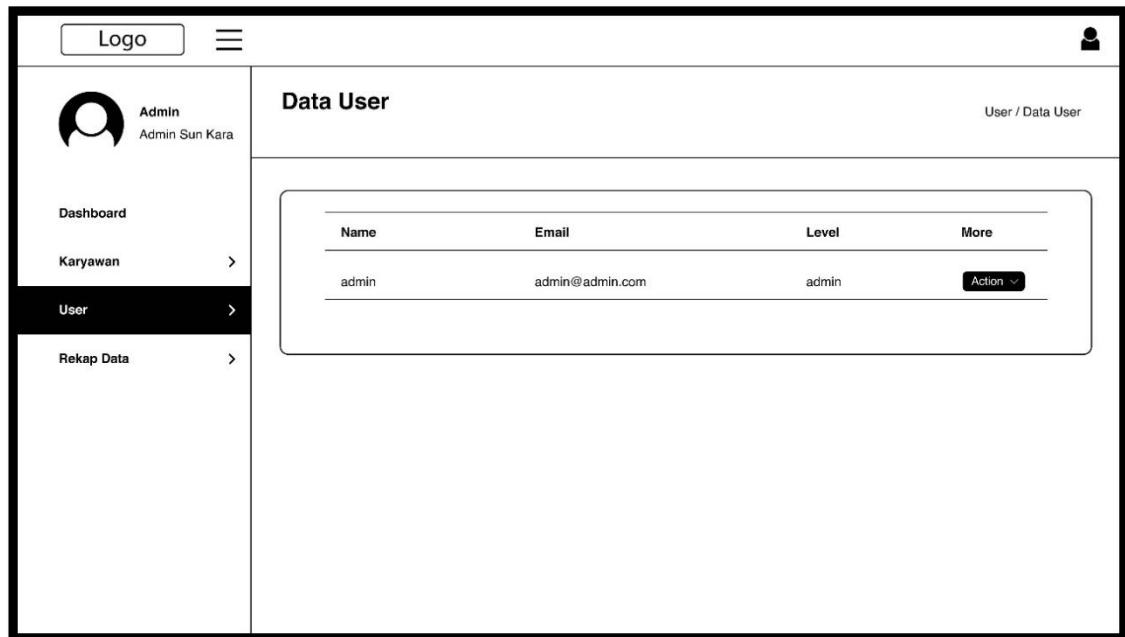 Logo
Admin
Admin Sun Kara
Data User
User / Data User
Dashboard
Karyawan
User
Rekap Data
Name Email Level More
admin admin@admin.com admin Action